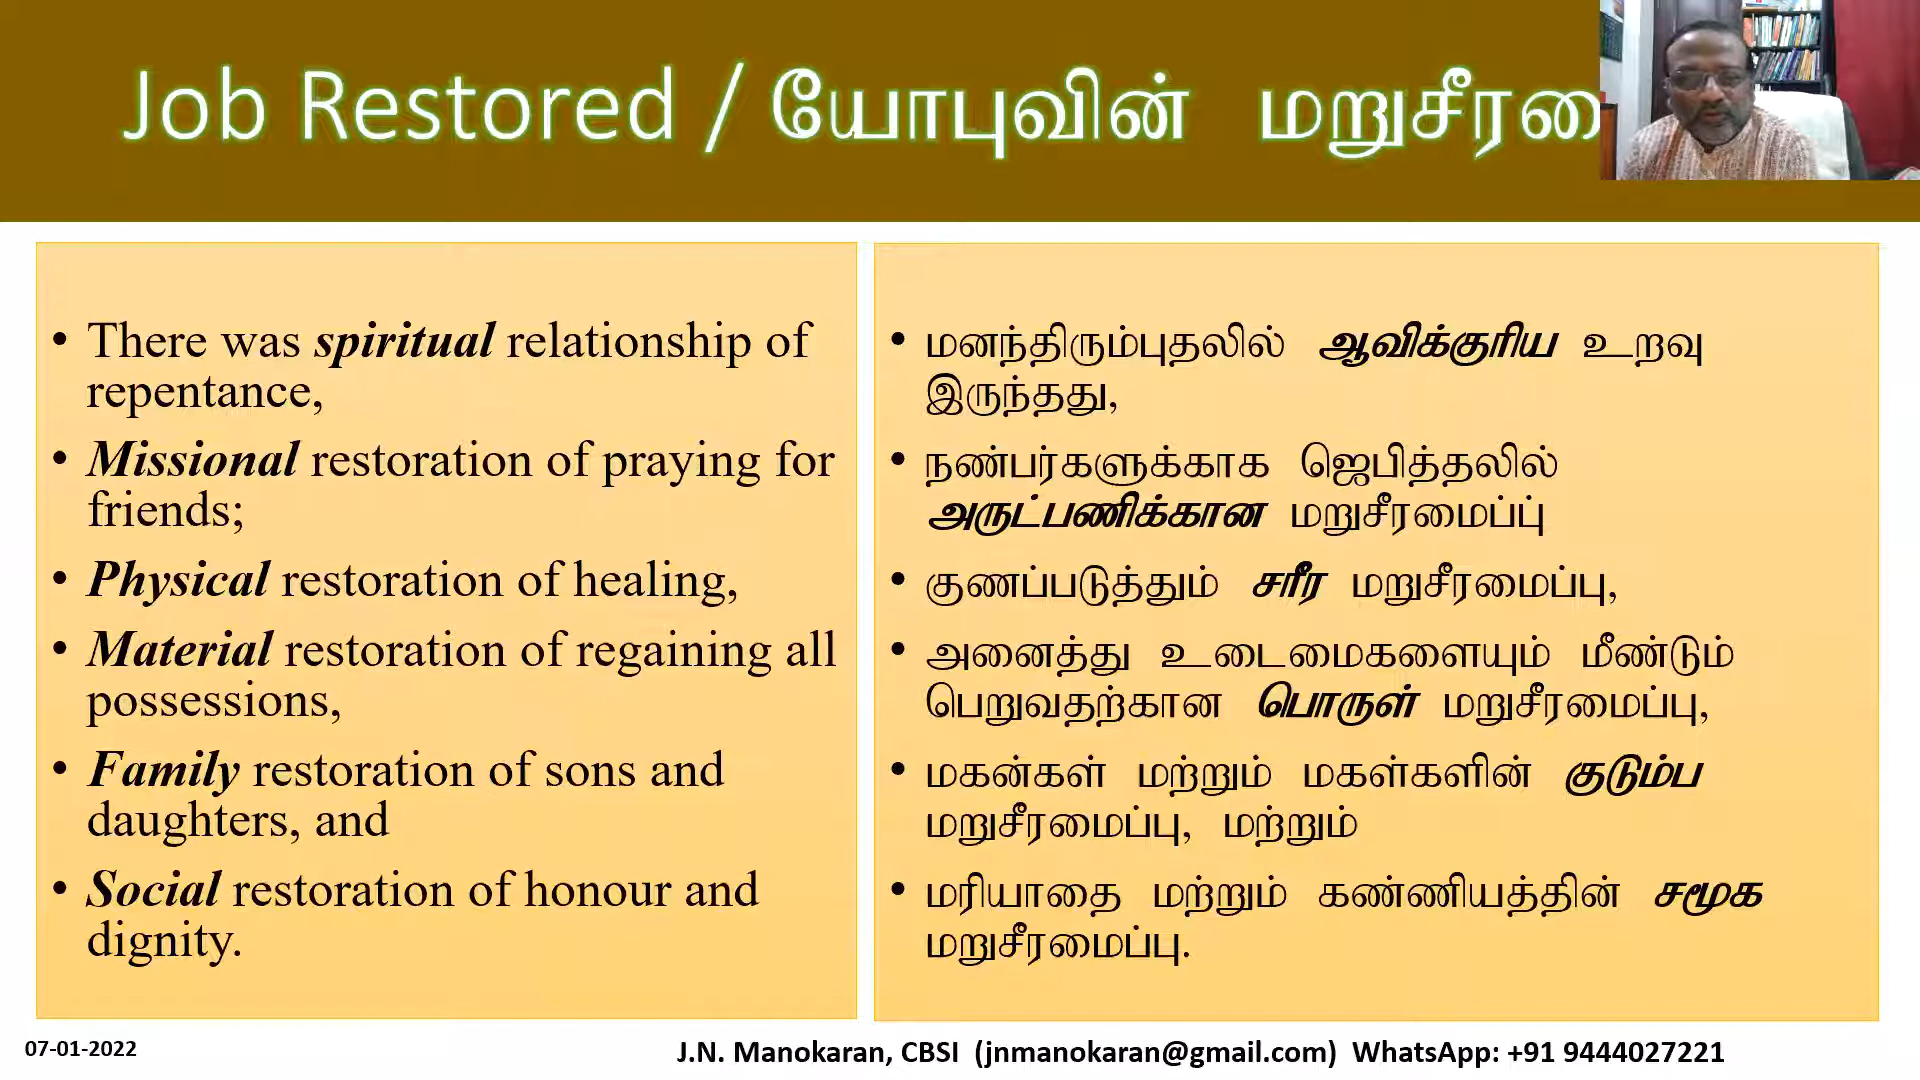 Job Restored / யோபுவின் மறுசீரமை
• There was spiritual relationship of
repentance,
• Missional restoration of praying for
friends;
• Physical restoration of healing,
• Material restoration of regaining all
possessions,
• Family restoration of sons and
daughters, and
• Social restoration of honour and
dignity.
• மனந்திரும்புதலில் ஆவிக்குரிய உறவு
இருந்தது,
• நண்பர்களுக்காக ஜெபித்தலில்
அருட்பணிக்கான மறுசீரமைப்பு
• குணப்படுத்தும் சரீர மறுசீரமைப்பு,
• அனைத்து உடைமைகளையும் மீண்டும்
பெறுவதற்கான பொருள் மறுசீரமைப்பு,
• மகன்கள் மற்றும் மகள்களின் குடும்ப
மறுசீரமைப்பு, மற்றும்
• மரியாதை மற்றும் கண்ணியத்தின் சமூக
மறுசீரமைப்பு.
07-01-2022
J.N. Manokaran, CBSI (jnmanokaran@gmail.com) WhatsApp: +91 9444027221